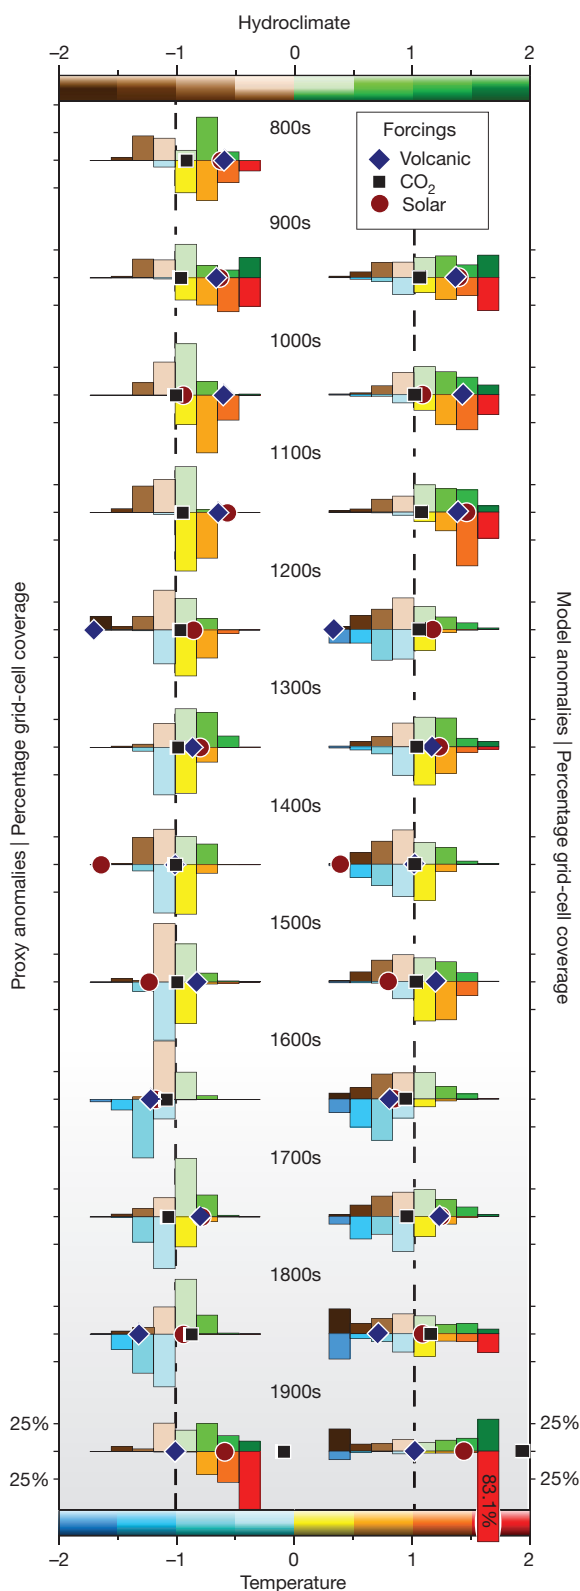 Hydroclimate
−2 −1 0 1 2
800s
Forcings
Volcanic
CO₂
Solar
900s
1000s
1100s
1200s
1300s
1400s
1500s
1600s
1700s
1800s
1900s
Proxy anomalies | Percentage grid-cell coverage
Model anomalies | Percentage grid-cell coverage
25% 25%
25% 25%
83.1%
−2 −1 0 1 2
Temperature